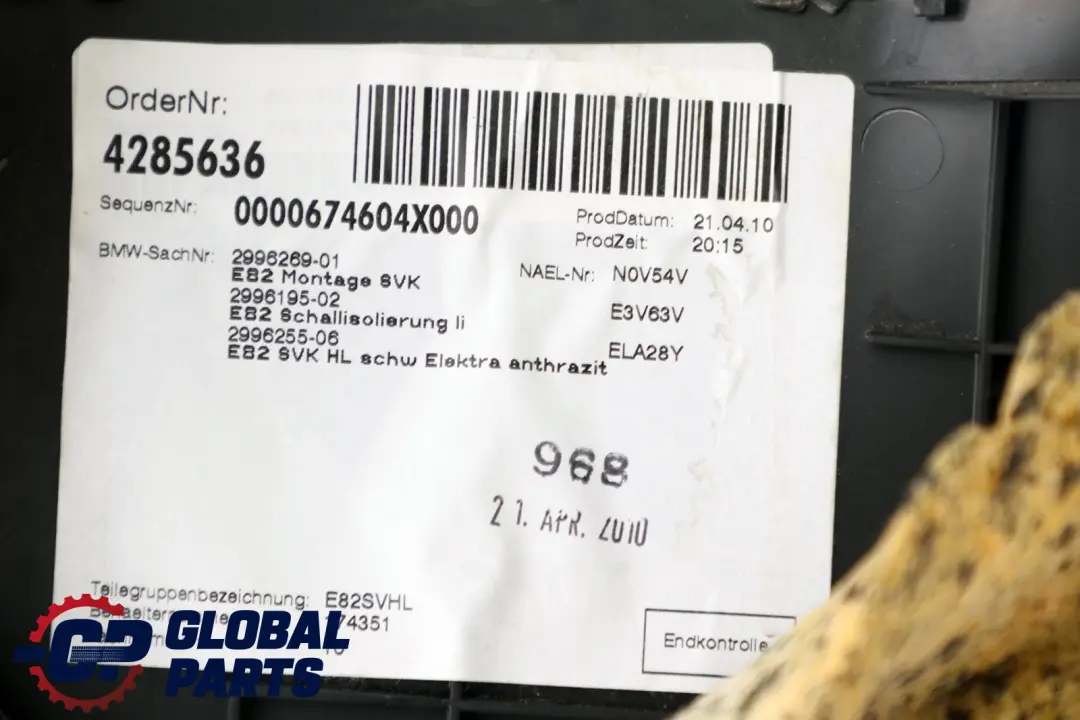 OrderNr:
4285636
SequenzNr: 0000674604X000
ProdDatum: 21.04.10
ProdZeit: 20:15
BMW-SachNr: 2996269-01
E82 Montage SVK
NAEL-Nr: N0V54V
2996195-02
E82 Schallisolierung li
E3V63V
2996255-06
E82 SVK HL schw Elektra anthrazit
ELA28Y
968
21. APR. 2010
Teilegruppenbezeichnung: E82SVHL
74351
Endkontrolle
GP GLOBAL
PARTS